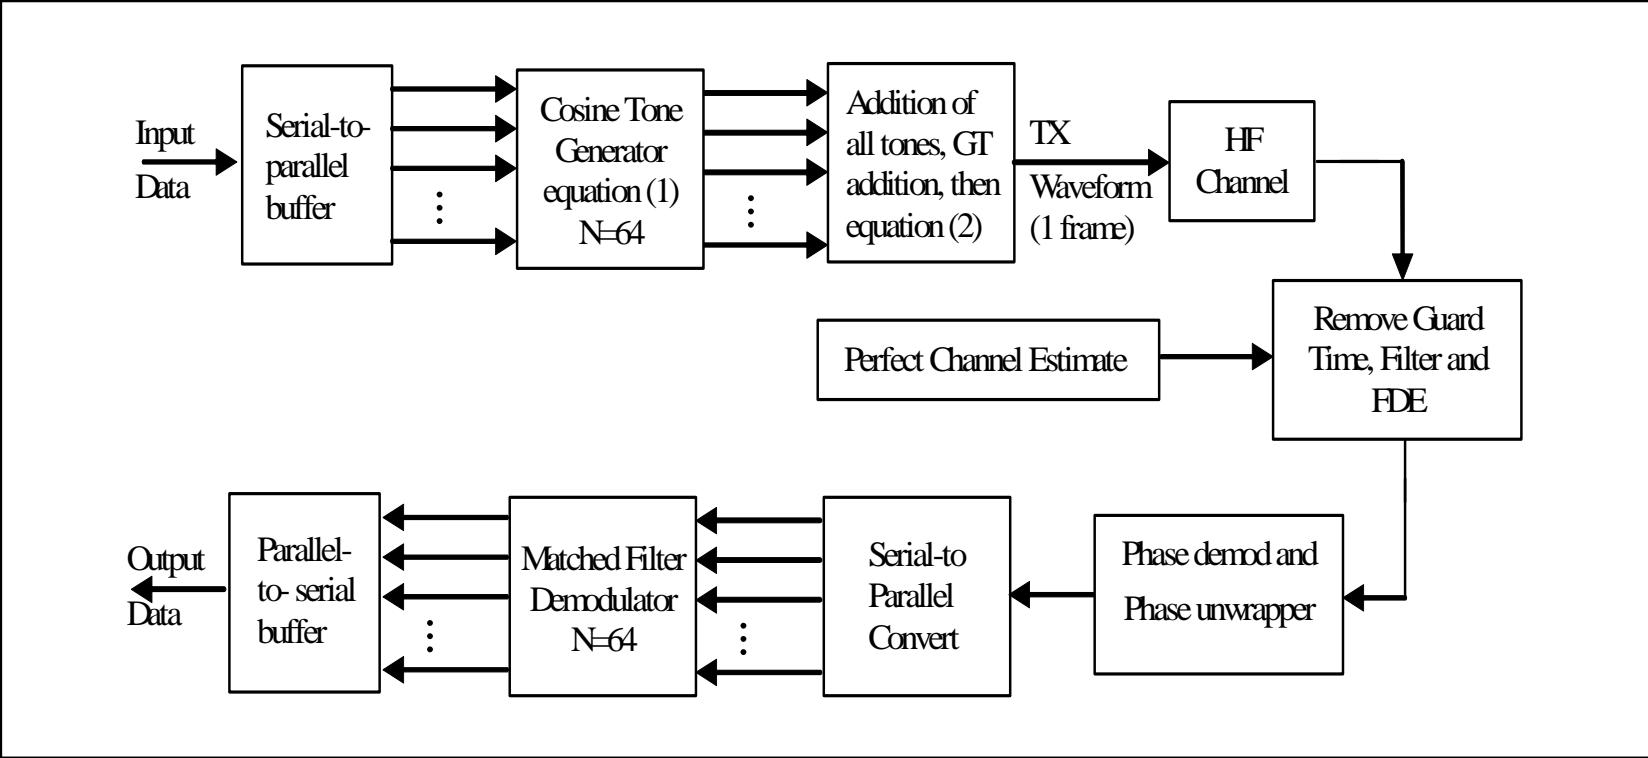 Input
Data
Serial-to-
parallel
buffer
Cosine Tone
Generator
equation (1)
N=64
Addition of
all tones, GT
addition, then
equation (2)
TX
Waveform
(1 frame)
HF
Channel
Perfect Channel Estimate
Remove Guard
Time, Filter and
FDE
Phase demod and
Phase unwrapper
Serial-to
Parallel
Convert
Matched Filter
Demodulator
N=64
Parallel-
to- serial
buffer
Output
Data